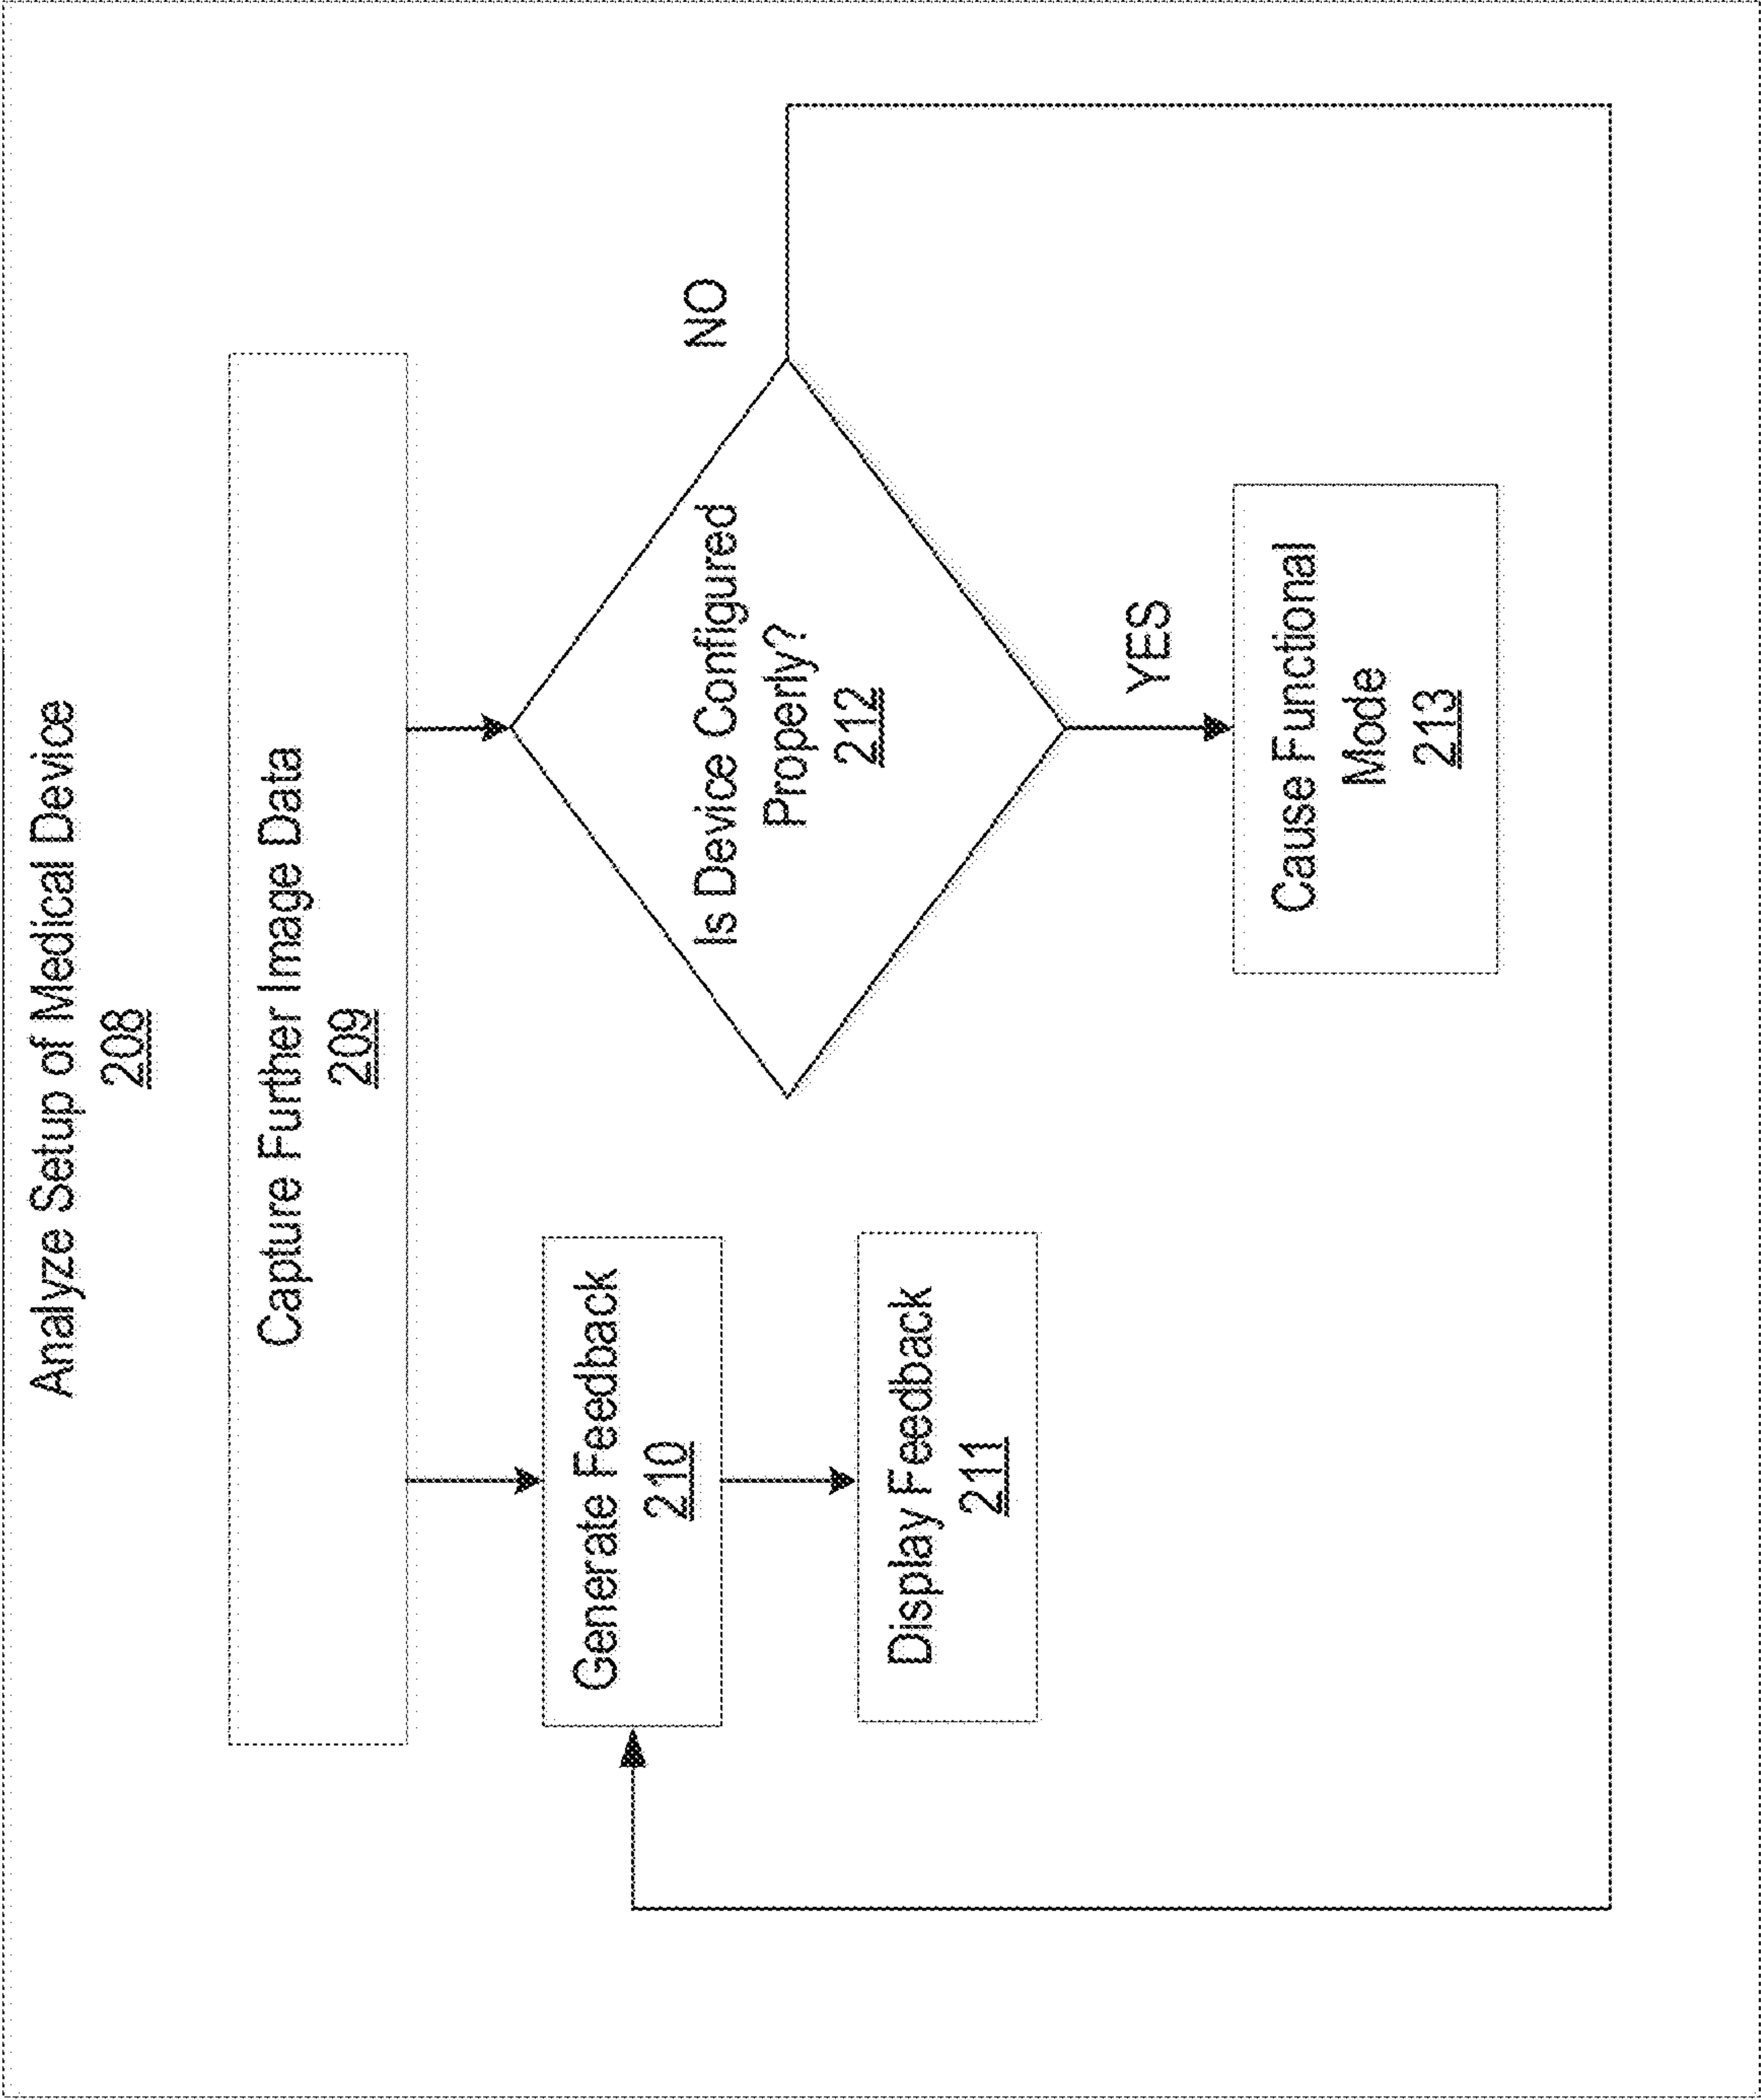 Analyze Setup of Medical Device
208
Capture Further Image Data
209
Generate Feedback
210
Display Feedback
211
Is Device Configured
Properly?
212
NO
YES
Cause Functional
Mode
213